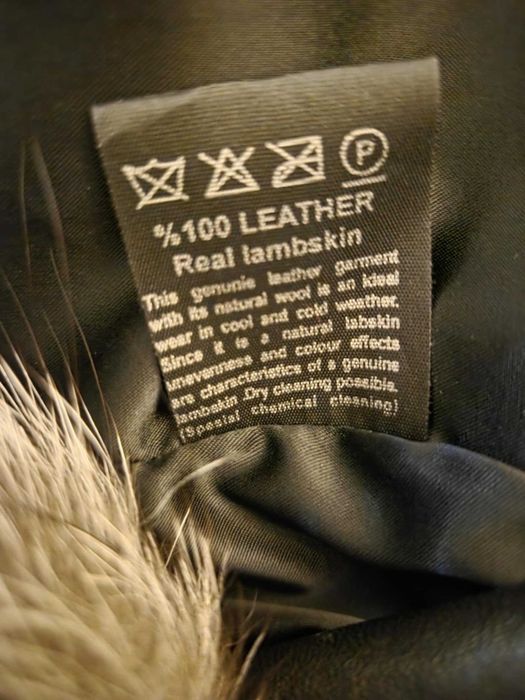 P
%100 LEATHER
Real lambskin
This genunie leather garment
with its natural wool is an ideal
wear in cool and cold weather.
Since it is a natural labskin
unevenness and colour effects
are characteristics of a genuine
lambskin .Dry cleaning possible.
(Spesial chemical cleaning)